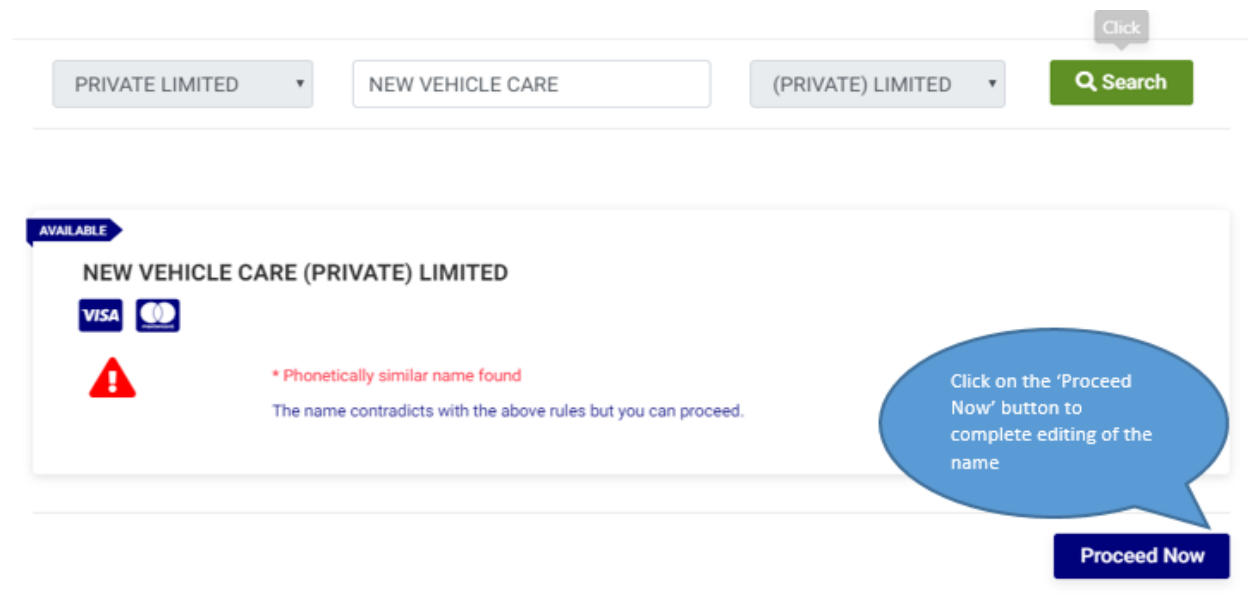 Click
PRIVATE LIMITED
NEW VEHICLE CARE
(PRIVATE) LIMITED
Search
AVAILABLE
NEW VEHICLE CARE (PRIVATE) LIMITED
VISA
* Phonetically similar name found
The name contradicts with the above rules but you can proceed.
Click on the ‘Proceed
Now’ button to
complete editing of the
name
Proceed Now